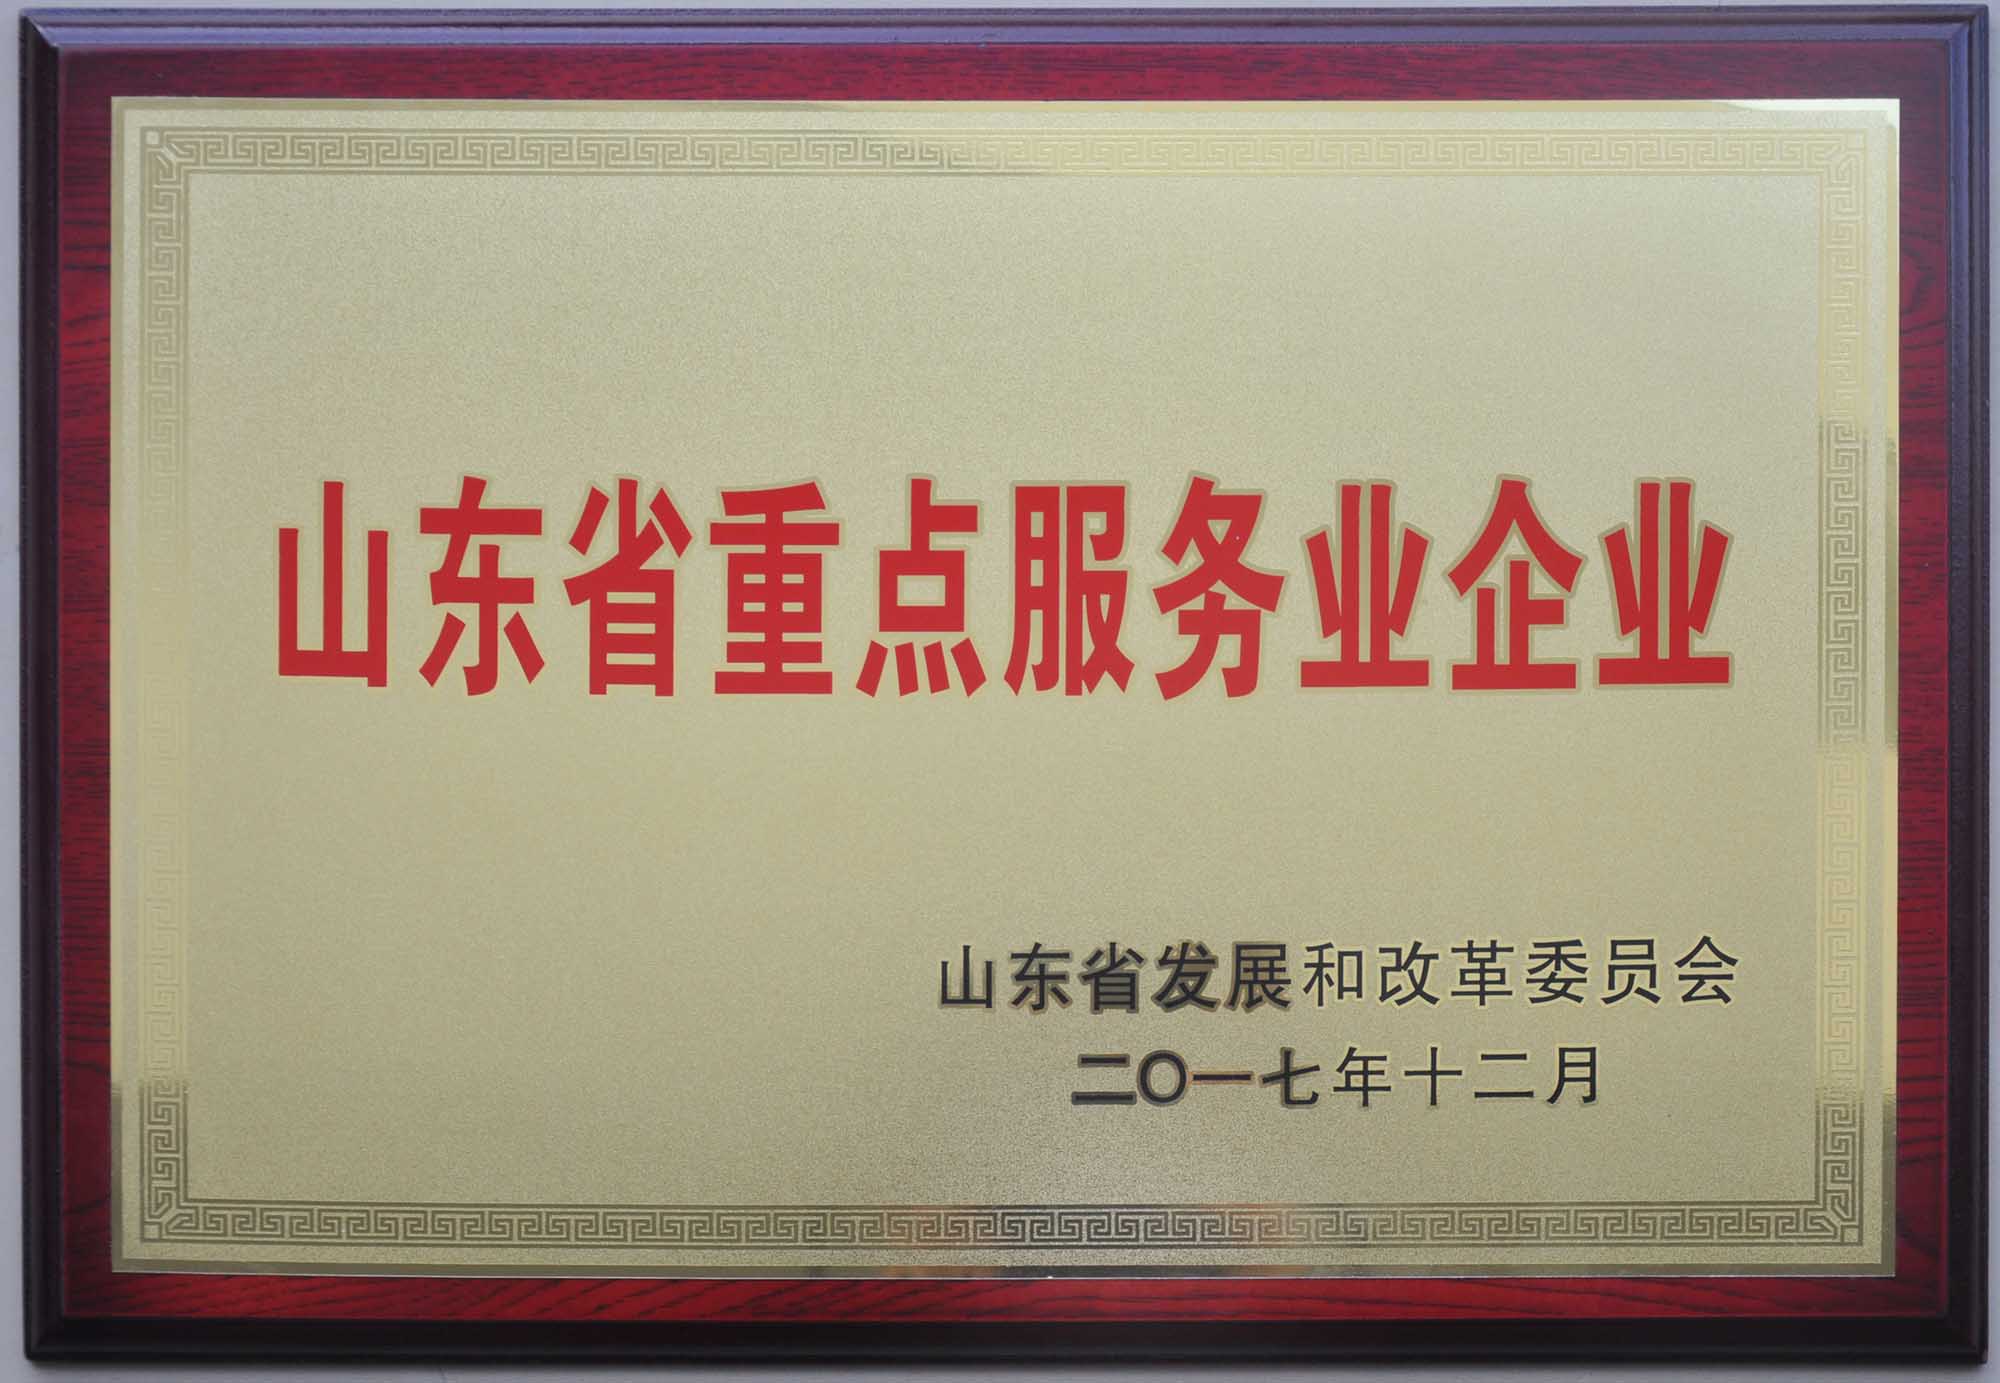 山东省重点服务业企业
山东省发展和改革委员会
二〇一七年十二月